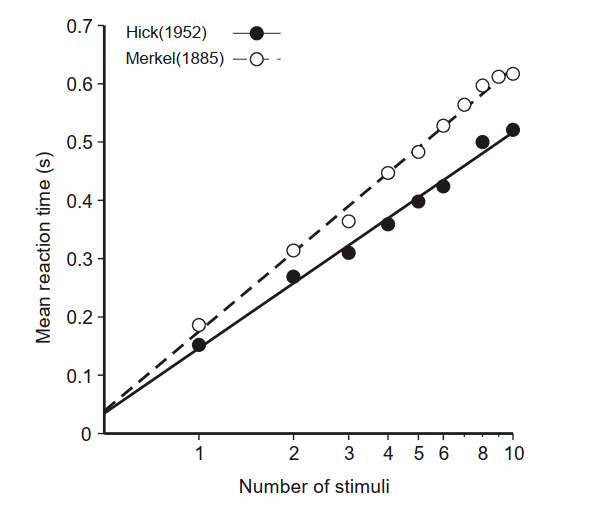 Hick(1952)
Merkel(1885)
Mean reaction time (s)
0.7
0.6
0.5
0.4
0.3
0.2
0.1
0
1 2 3 4 5 6 8 10
Number of stimuli